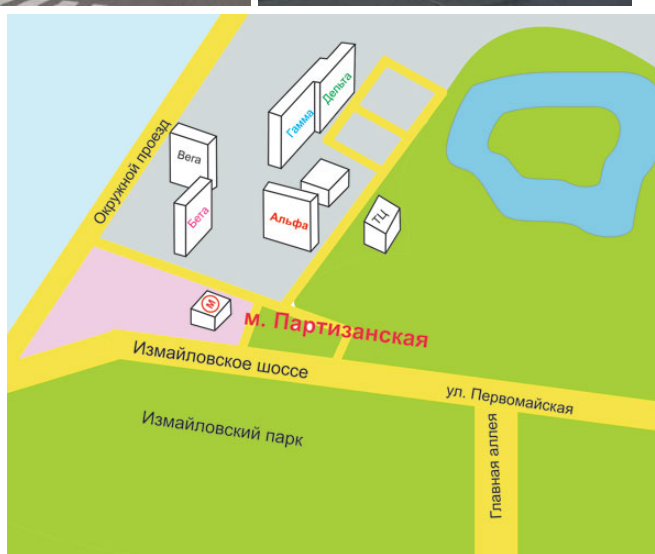 Дельта
Гамма
Вега
Окружной проезд
Бета
Альфа
ТЦ
М
м. Партизанская
Измайловское шоссе
ул. Первомайская
Измайловский парк
Главная аллея